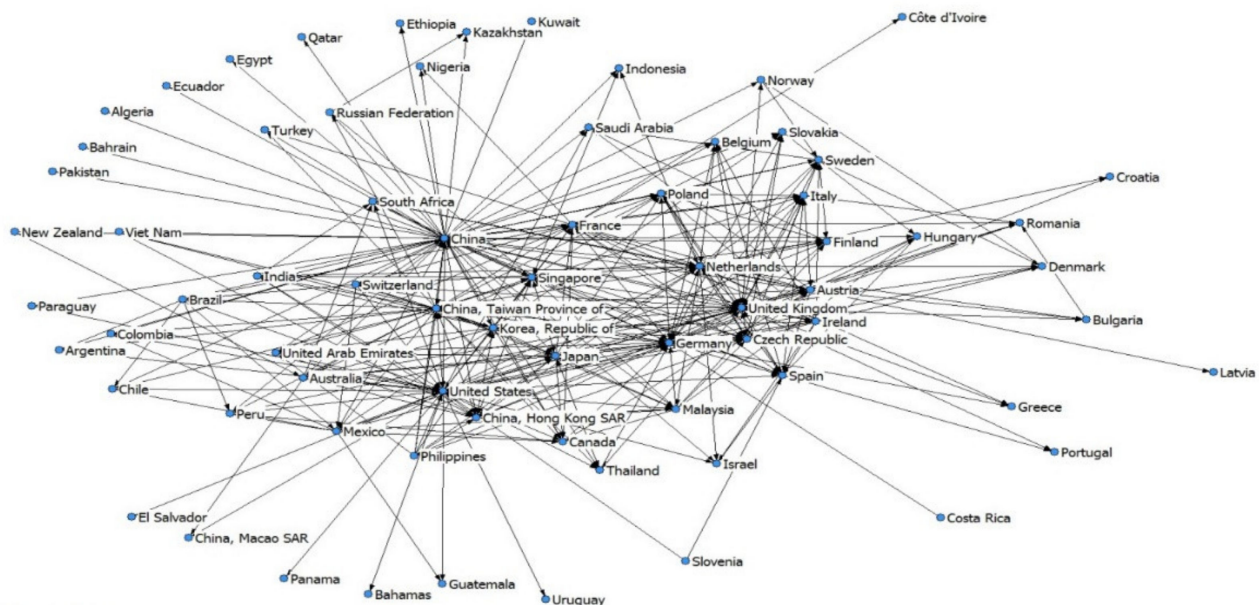 Ethiopia
Kuwait
Côte d'Ivoire
Qatar
Kazakhstan
Egypt
Nigeria
Indonesia
Norway
Ecuador
Algeria
Russian Federation
Turkey
Saudi Arabia
Slovakia
Belgium
Bahrain
Sweden
Pakistan
Croatia
South Africa
Poland
Italy
New Zealand
Viet Nam
China
France
Finland
Hungary
Romania
India
Switzerland
Singapore
Netherlands
Denmark
Paraguay
Brazil
China, Taiwan Province of
Austria
United Kingdom
Colombia
Korea, Republic of
Ireland
Bulgaria
Argentina
United Arab Emirates
Japan
Germany
Czech Republic
Chile
Australia
United States
Spain
Latvia
Peru
China, Hong Kong SAR
Malaysia
Greece
Mexico
Canada
Philippines
Thailand
Israel
Portugal
El Salvador
China, Macao SAR
Costa Rica
Slovenia
Panama
Bahamas
Guatemala
Uruguay